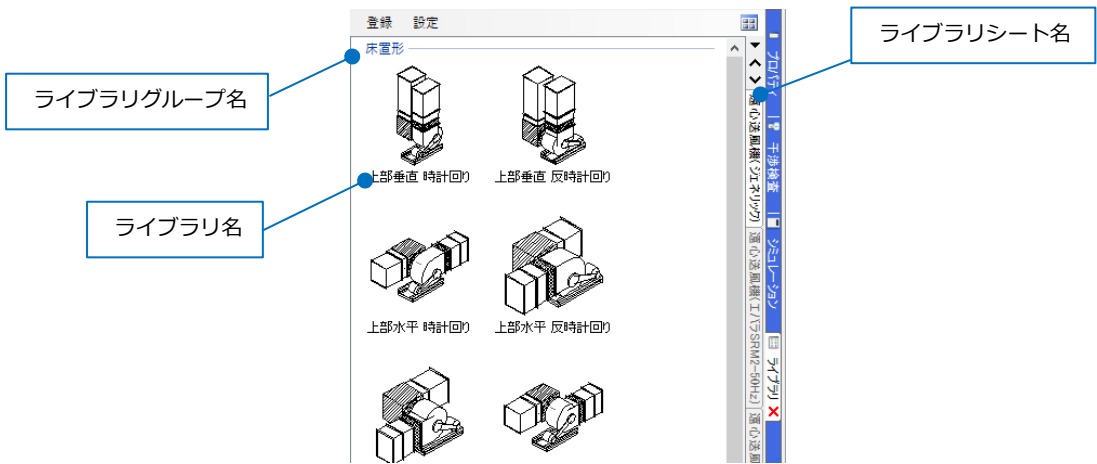 登録 設定
床置形
ライブラリグループ名
ライブラリシート名
ライブラリ名
上部垂直 時計回り
上部垂直 反時計回り
上部水平 時計回り
上部水平 反時計回り
遠心送風機(ジェネリック)
遠心送風機(エバラSRM2-50Hz)
遠心送風
プロパティ
干渉検査
シミュレーション
ライブラリ